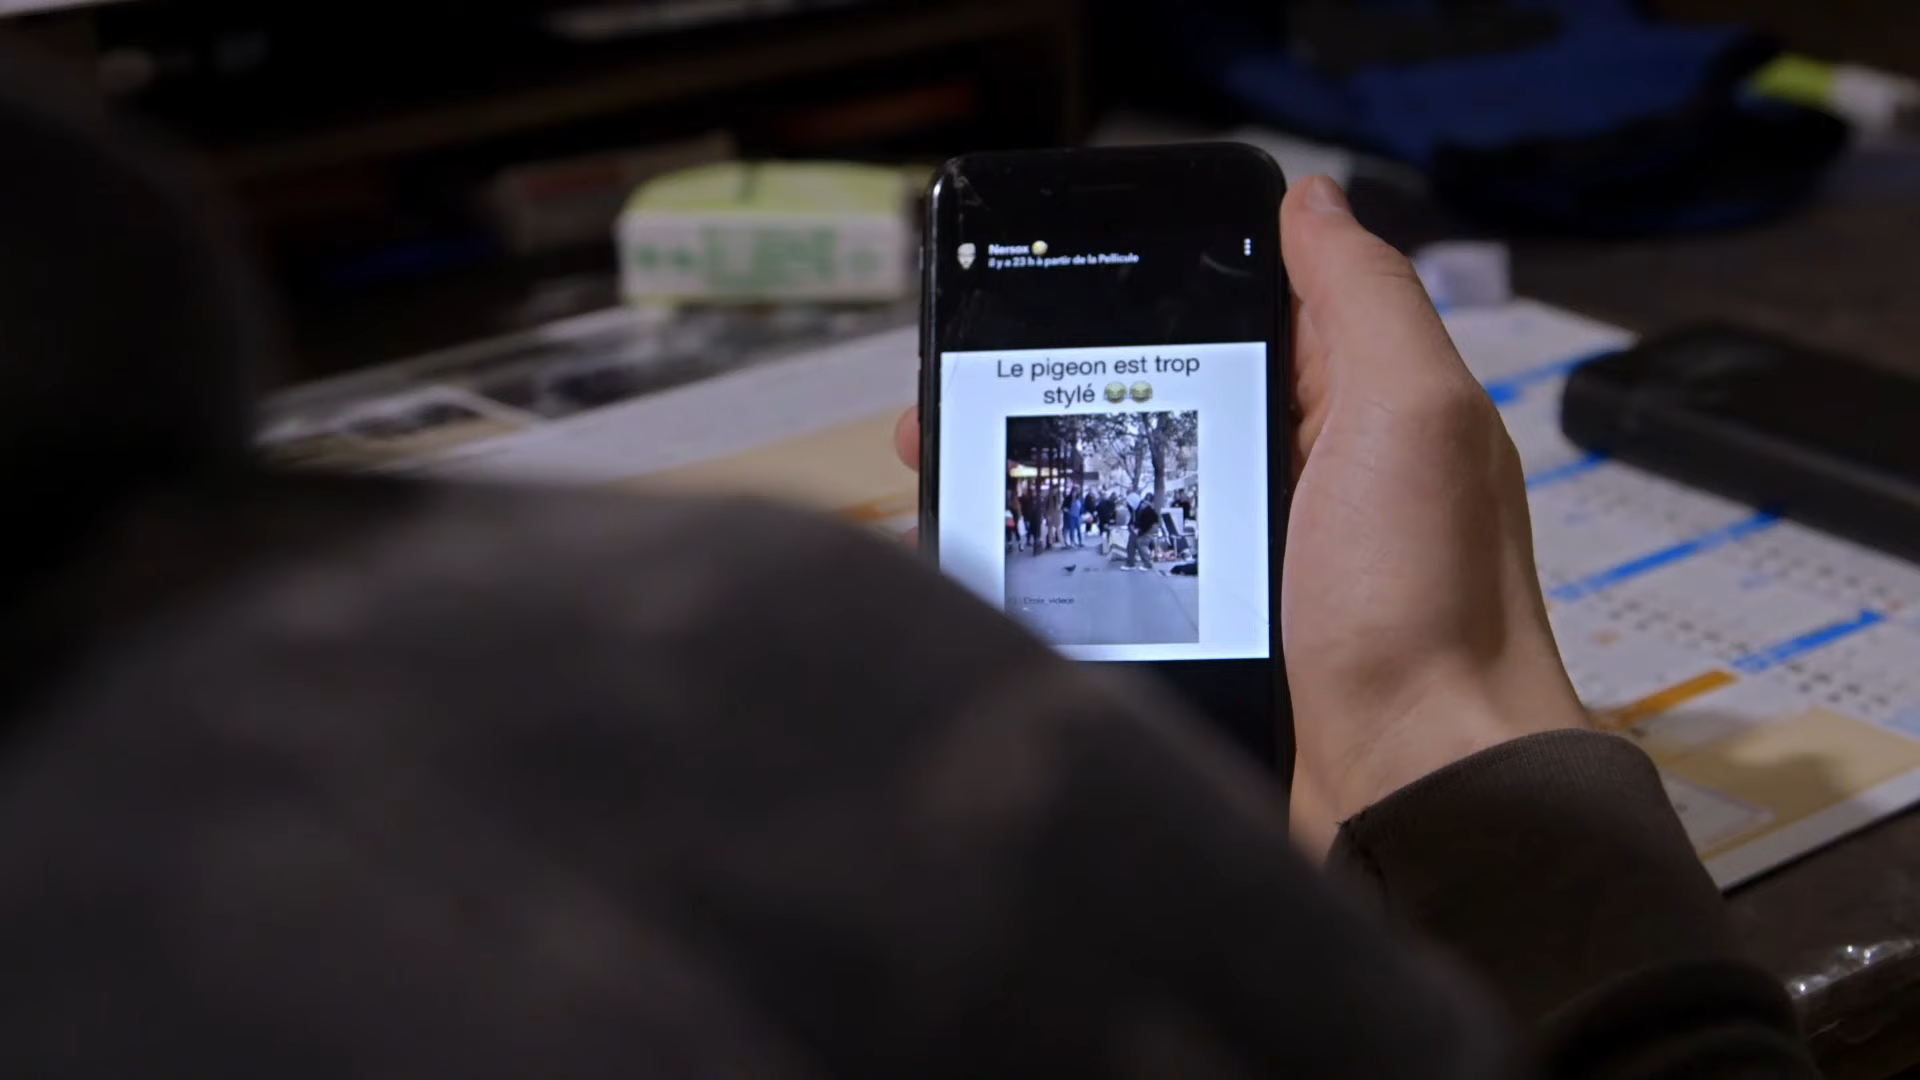 Nersox 😂
il y a 23 h à partir de la Pellicule
Le pigeon est trop
stylé 😂😂